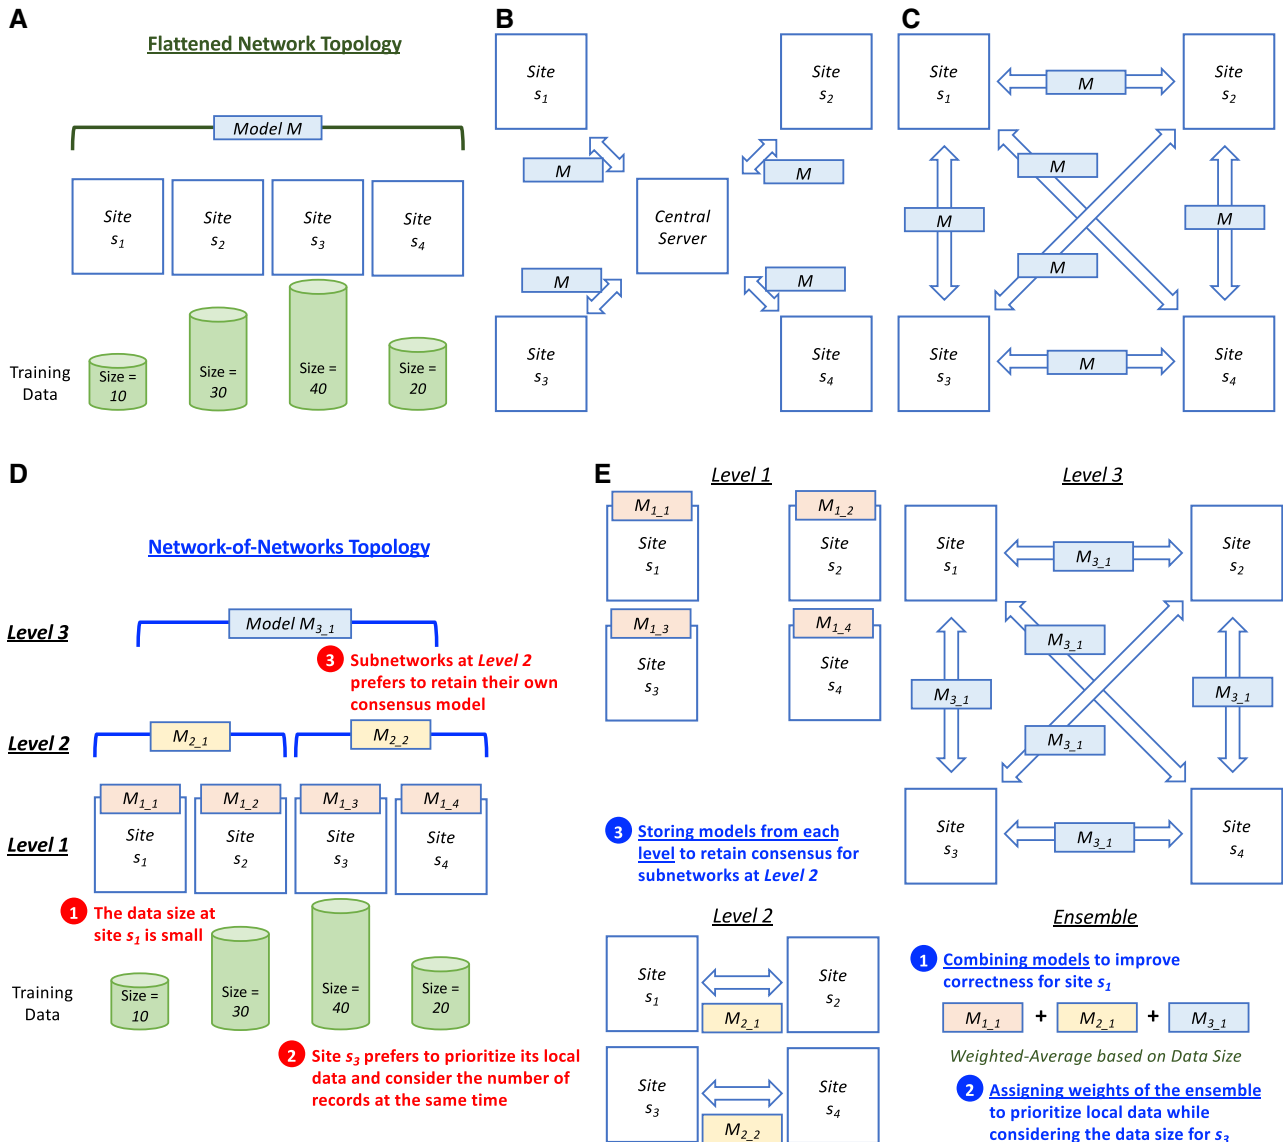 A
Flattened Network Topology
Model M
Site
s1
Site
s2
Site
s3
Site
s4
Training
Data
Size =
10
Size =
30
Size =
40
Size =
20
B
Site
s1
Site
s2
M
M
Central
Server
M
M
Site
s3
Site
s4
C
Site
s1
M
Site
s2
M
M
M
M
Site
s3
M
Site
s4
D
Network-of-Networks Topology
Level 3
Model M3_1
3 Subnetworks at Level 2
prefers to retain their own
consensus model
Level 2
M2_1
M2_2
Level 1
M1_1
Site
s1
M1_2
Site
s2
M1_3
Site
s3
M1_4
Site
s4
1 The data size at
site s1 is small
Training
Data
Size =
10
Size =
30
Size =
40
Size =
20
2 Site s3 prefers to prioritize its local
data and consider the number of
records at the same time
E
Level 1
M1_1
Site
s1
M1_2
Site
s2
M1_3
Site
s3
M1_4
Site
s4
3 Storing models from each
level to retain consensus for
subnetworks at Level 2
Level 2
Site
s1
M2_1
Site
s2
Site
s3
M2_2
Site
s4
Level 3
Site
s1
M3_1
Site
s2
M3_1
M3_1
M3_1
M3_1
Site
s3
M3_1
Site
s4
Ensemble
1 Combining models to improve
correctness for site s1
M1_1 + M2_1 + M3_1
Weighted-Average based on Data Size
2 Assigning weights of the ensemble
to prioritize local data while
considering the data size for s3